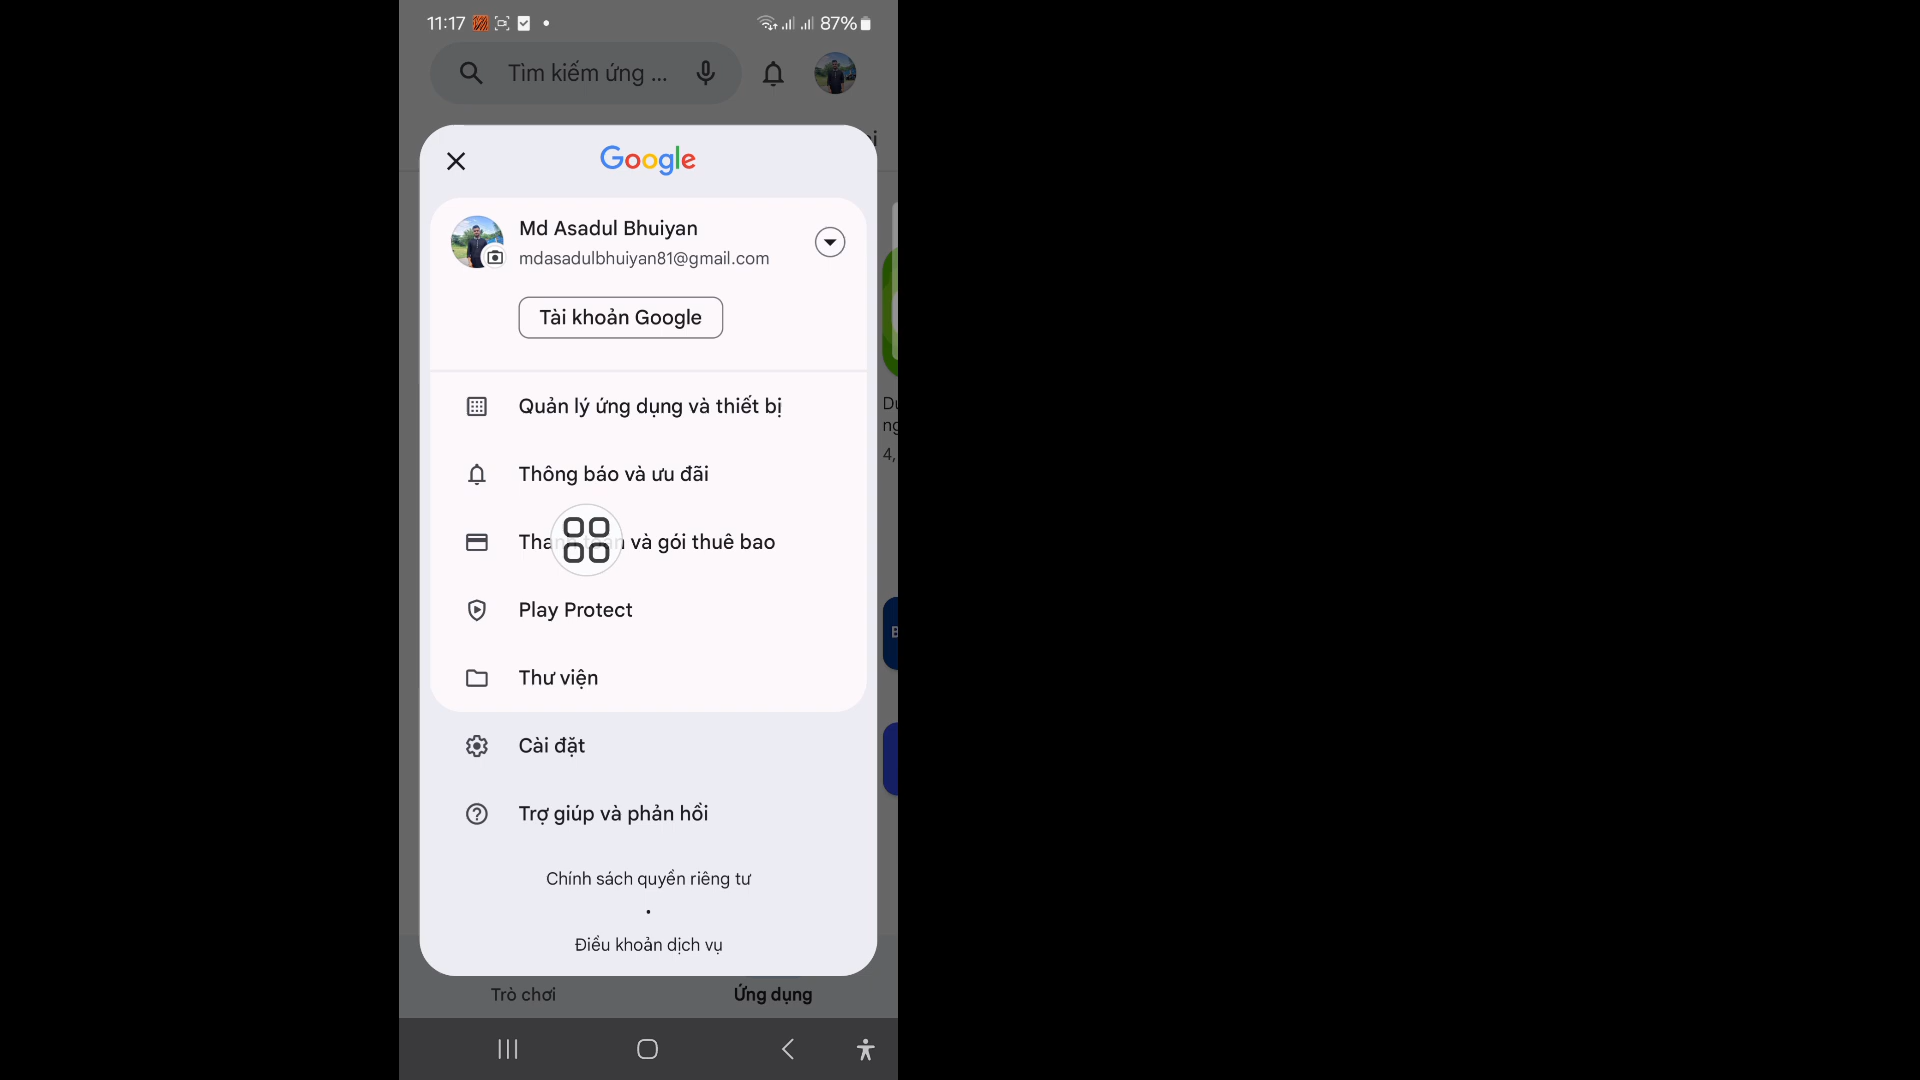 11:17
87%
Tìm kiếm ứng ...
Google
Md Asadul Bhuiyan
mdasadulbhuiyan81@gmail.com
Tài khoản Google
Quản lý ứng dụng và thiết bị
Thông báo và ưu đãi
và gói thuê bao
Play Protect
Thư viện
Cài đặt
Trợ giúp và phản hồi
Chính sách quyền riêng tư
•
Điều khoản dịch vụ
4,
Trò chơi
Ứng dụng